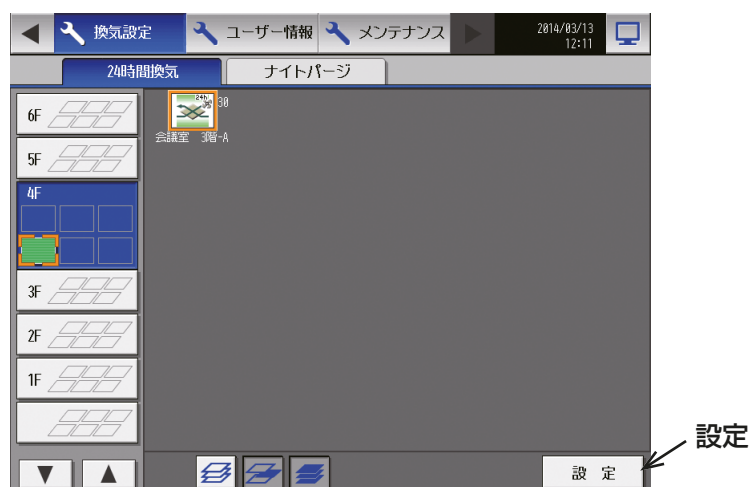 換気設定
ユーザー情報
メンテナンス
2014/03/13
12:11
24時間換気
ナイトパージ
6F
5F
4F
3F
2F
1F
24h
30
会議室 3階-A
設 定
設定